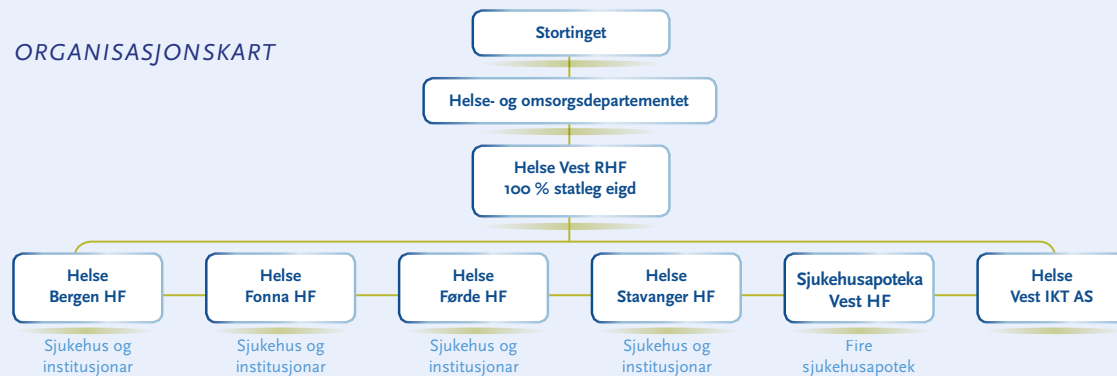 ORGANISASJONSKART
Stortinget
Helse- og omsorgsdepartementet
Helse Vest RHF
100 % statleg eigd
Helse
Bergen HF
Helse
Fonna HF
Helse
Førde HF
Helse
Stavanger HF
Sjukehusapoteka
Vest HF
Helse
Vest IKT AS
Sjukehus og
institusjonar
Sjukehus og
institusjonar
Sjukehus og
institusjonar
Sjukehus og
institusjonar
Fire
sjukehusapotek